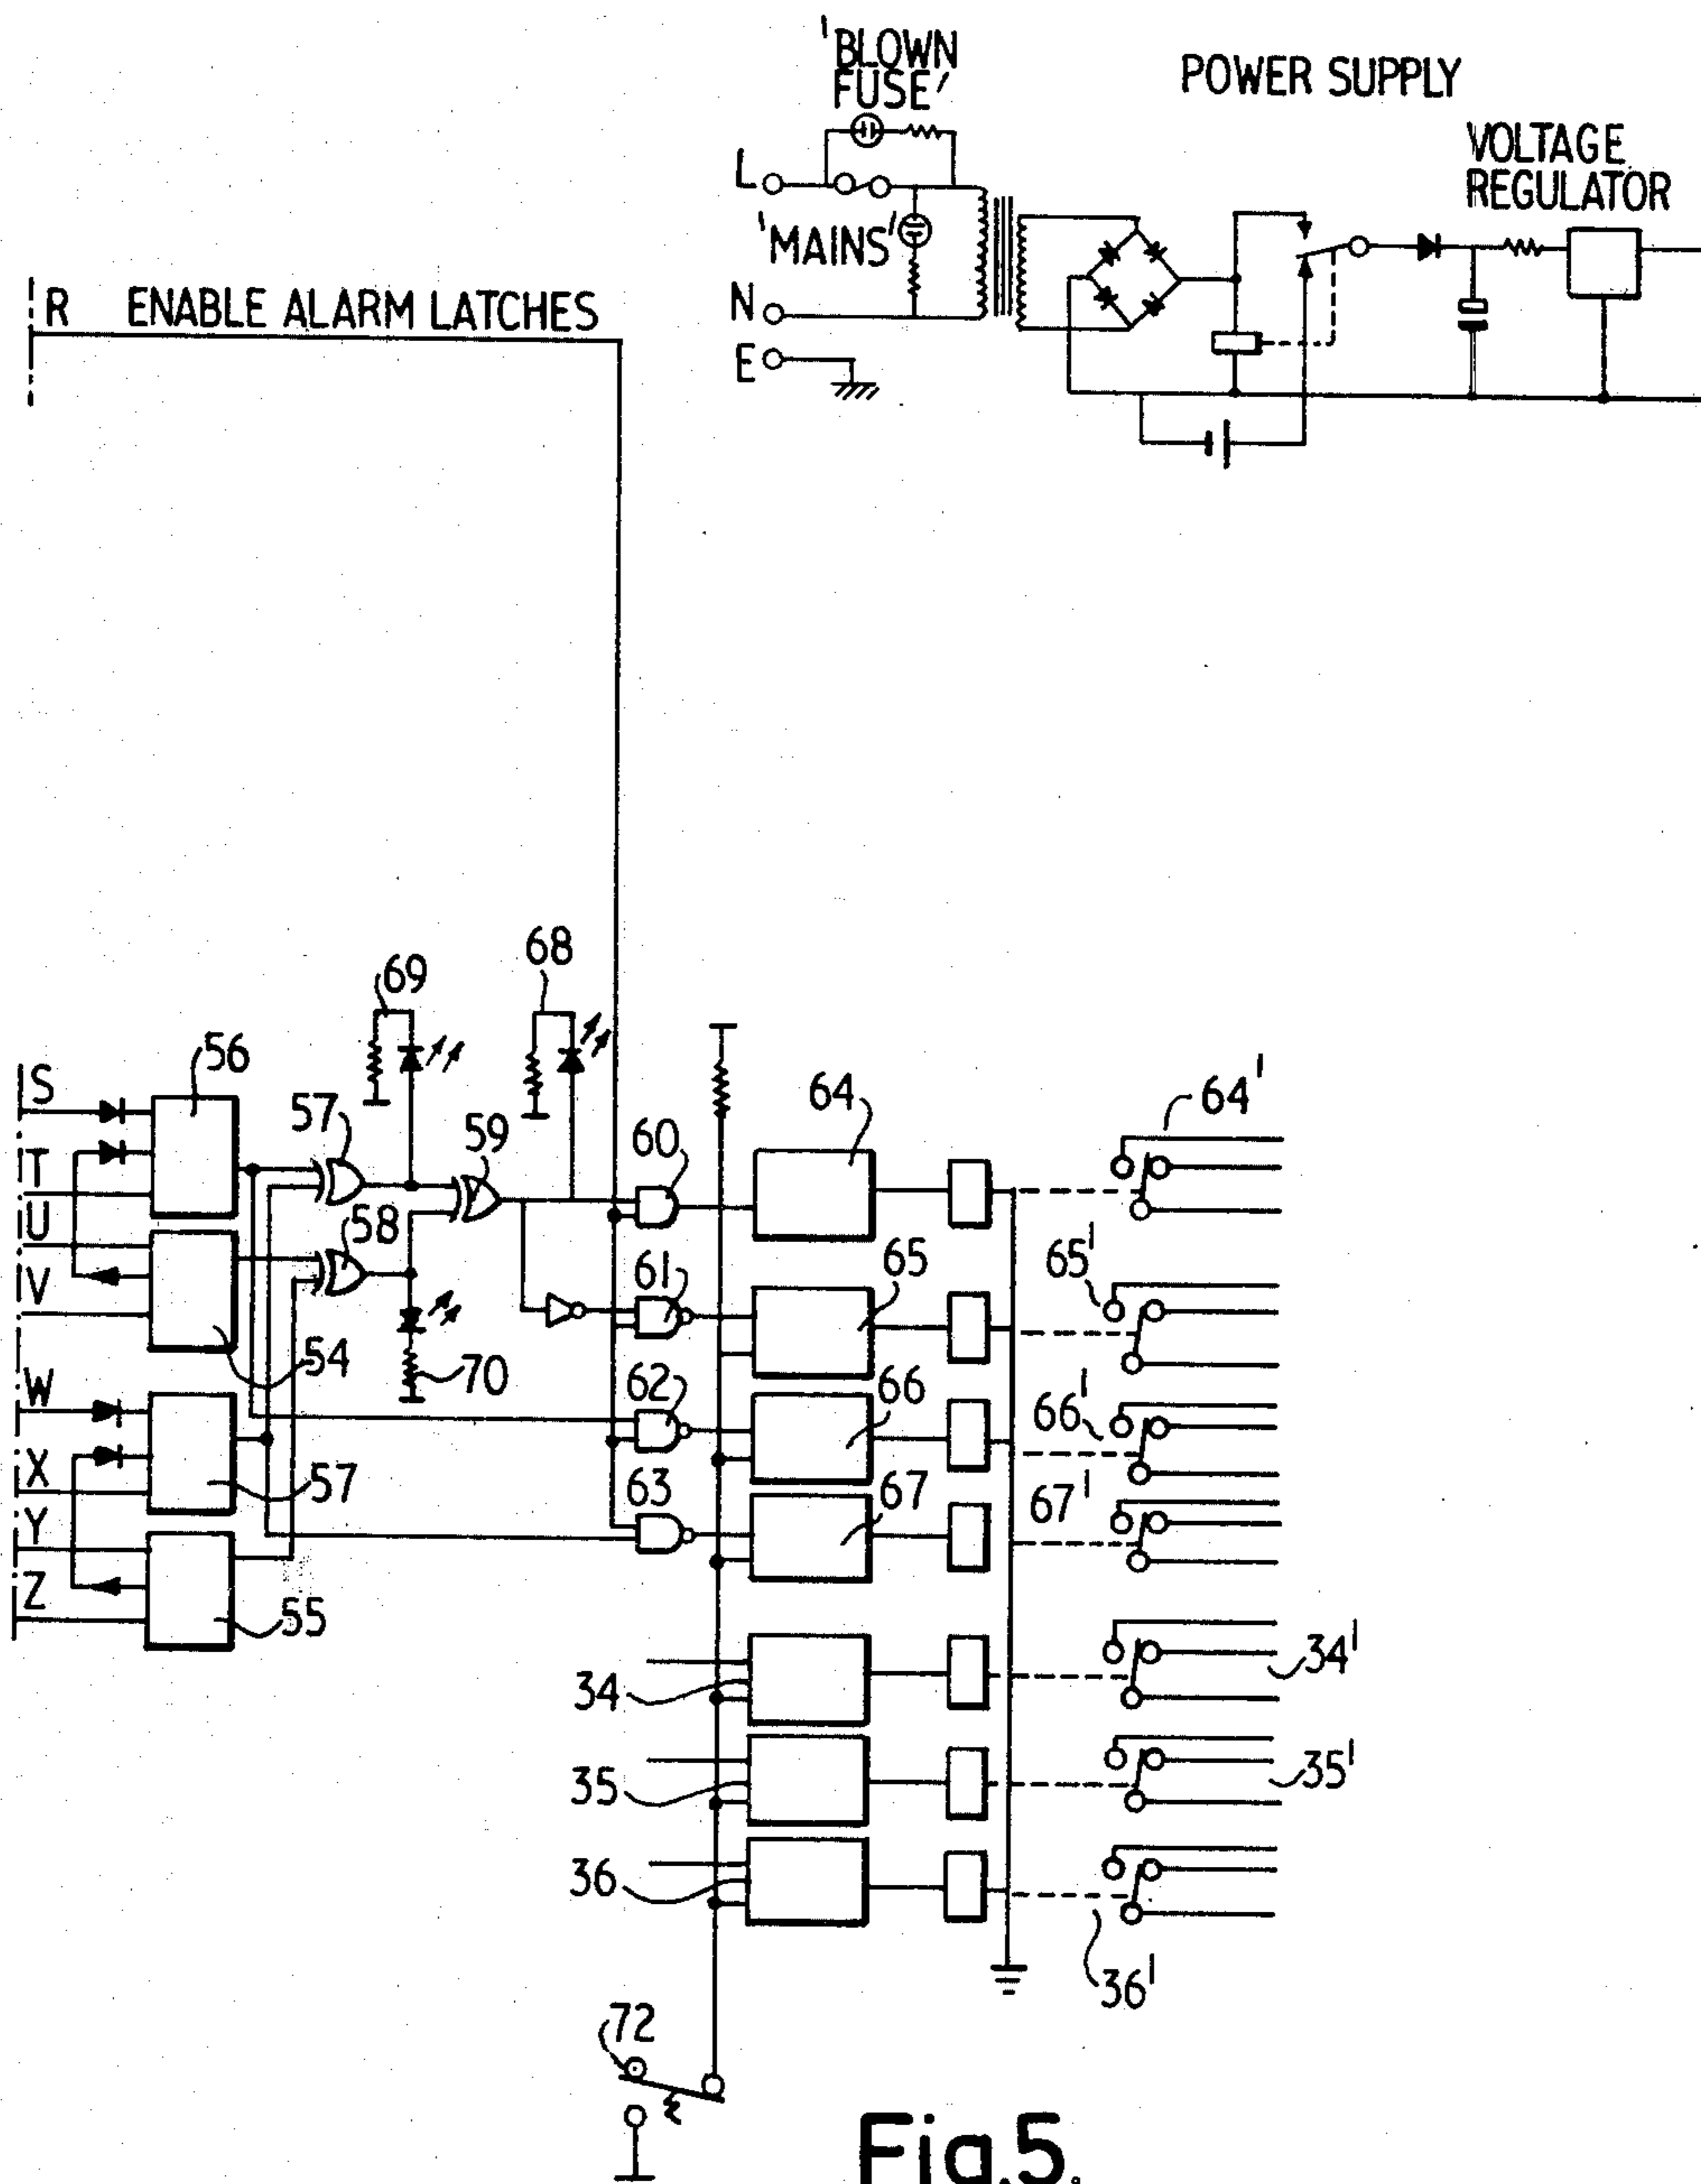 'BLOWN
FUSE'
POWER SUPPLY
VOLTAGE
REGULATOR
L
'MAINS'
N
E
R ENABLE ALARM LATCHES
68
69
56
S
57
59
60
64
64'
T
U
58
V
61
65
65'
54
70
W
62
66
66'
X
57
63
67
67'
Y
Z
55
34
34'
35
35'
36
36'
72
Fig.5.